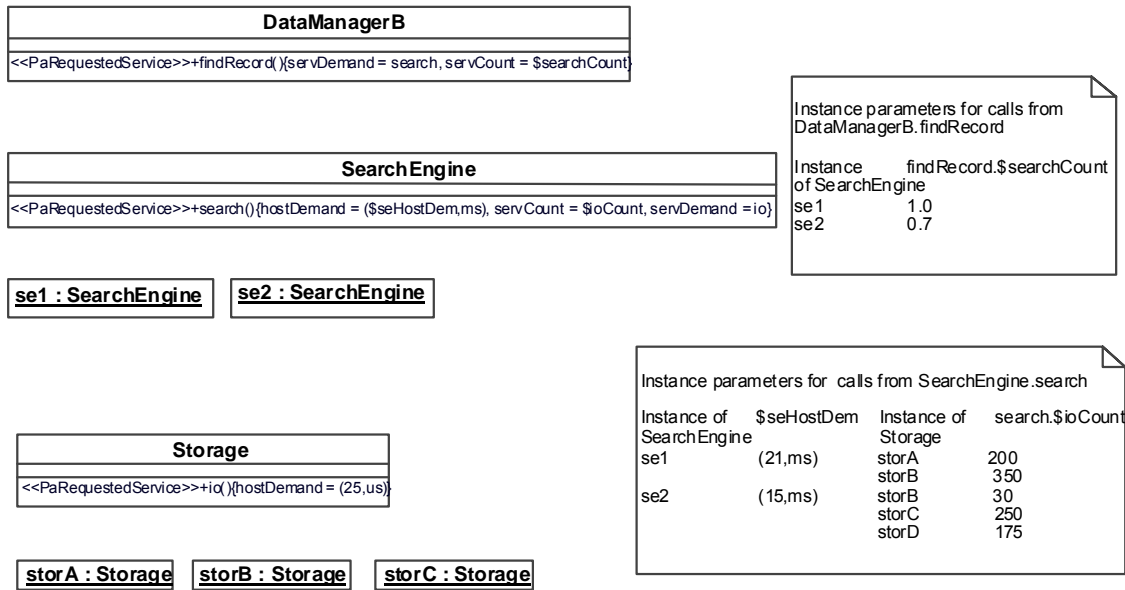 DataManagerB
<<PaRequestedService>>+findRecord(){servDemand = search, servCount = $searchCount}
Instance parameters for calls from
DataManagerB.findRecord
Instance findRecord.$searchCount
of SearchEngine
se1 1.0
se2 0.7
SearchEngine
<<PaRequestedService>>+search(){hostDemand = ($seHostDem,ms), servCount = $ioCount, servDemand =io}
se1 : SearchEngine se2 : SearchEngine
Instance parameters for calls from SearchEngine.search
Instance of $seHostDem Instance of search.$ioCount
SearchEngine Storage
se1 (21,ms) storA 200
storB 350
se2 (15,ms) storB 30
storC 250
storD 175
Storage
<<PaRequestedService>>+io(){hostDemand = (25,us)}
storA : Storage storB : Storage storC : Storage